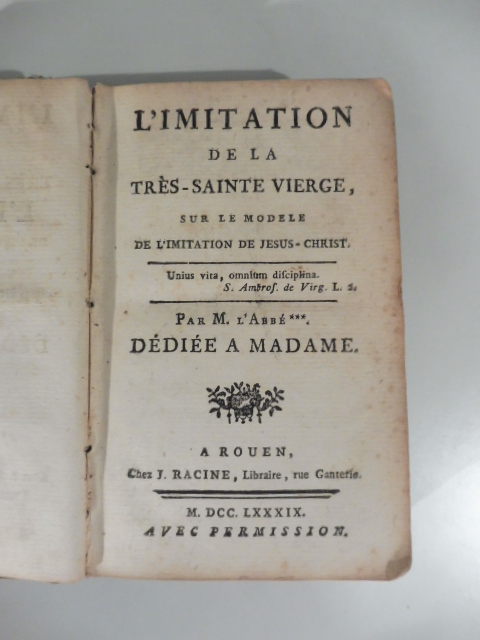 L'IMITATION
DE LA
TRÈS-SAINTE VIERGE,
SUR LE MODELE
DE L'IMITATION DE JESUS-CHRIST.
Unius vita, omnium disciplina.
S. Ambros. de Virg. L. 2.
PAR M. L'ABBÉ ***.
DÉDIÉE A MADAME.
A ROUEN,
Chez J. RACINE, Libraire, rue Ganterie.
M. DCC. LXXXIX.
AVEC PERMISSION.